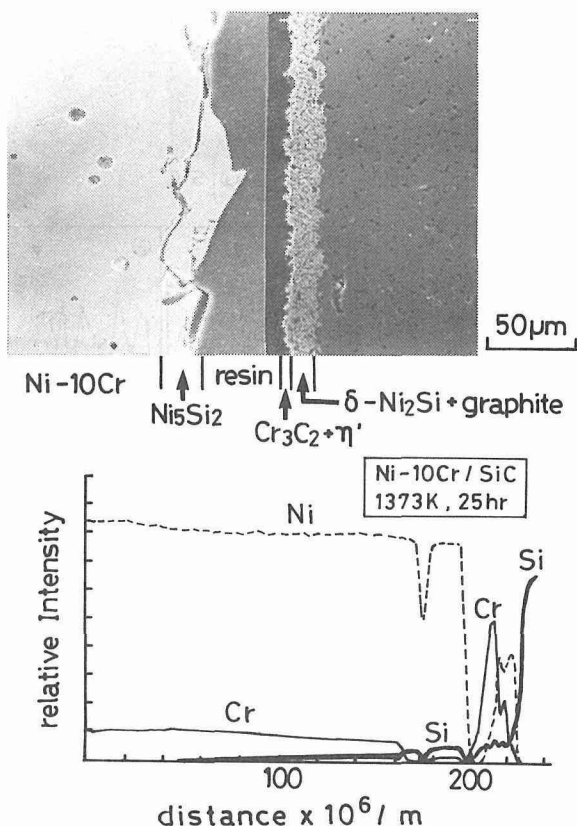 50μm
Ni-10Cr
resin
Ni5Si2
δ-Ni2Si+graphite
Cr3C2+η'
Ni-10Cr/SiC
1373K, 25hr
Ni
Si
Cr
Cr
Si
relative Intensity
100
200
distance x 10⁶/m